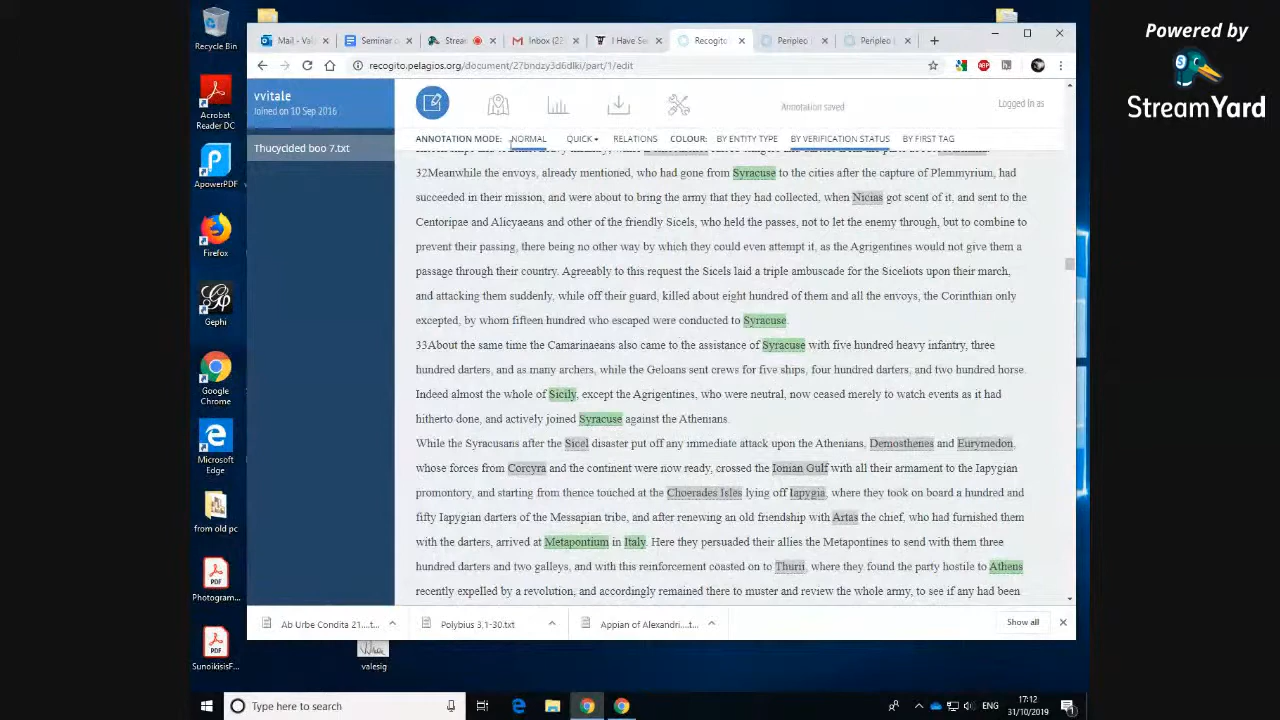 Powered by
StreamYard
Recycle Bin
Acrobat
Reader DC
ApowerPDF
Firefox
Gephi
Google
Chrome
Microsoft
Edge
from old pc
Photogram...
SunoikisisF...
valesig
Mail - Val
Seminar o
Strea
Inbox (22
I Have Se
Recogito
Peripleo
Peripleo
recogito.pelagios.org/document/27bndzy3d6dlki/part/1/edit
vvitale
Joined on 10 Sep 2016
Thucycided boo 7.txt
Annotation saved
Logged in as
ANNOTATION MODE: NORMAL QUICK RELATIONS COLOUR: BY ENTITY TYPE BY VERIFICATION STATUS BY FIRST TAG
32Meanwhile the envoys, already mentioned, who had gone from Syracuse to the cities after the capture of Plemmyrium, had
succeeded in their mission, and were about to bring the army that they had collected, when Nicias got scent of it, and sent to the
Centoripae and Alicyaeans and other of the friendly Sicels, who held the passes, not to let the enemy through, but to combine to
prevent their passing, there being no other way by which they could even attempt it, as the Agrigentines would not give them a
passage through their country. Agreeably to this request the Sicels laid a triple ambuscade for the Siceliots upon their march,
and attacking them suddenly, while off their guard, killed about eight hundred of them and all the envoys, the Corinthian only
excepted, by whom fifteen hundred who escaped were conducted to Syracuse.
33About the same time the Camarinaeans also came to the assistance of Syracuse with five hundred heavy infantry, three
hundred darters, and as many archers, while the Geloans sent crews for five ships, four hundred darters, and two hundred horse.
Indeed almost the whole of Sicily, except the Agrigentines, who were neutral, now ceased merely to watch events as it had
hitherto done, and actively joined Syracuse against the Athenians.
While the Syracusans after the Sicel disaster put off any immediate attack upon the Athenians, Demosthenes and Eurymedon,
whose forces from Corcyra and the continent were now ready, crossed the Ionian Gulf with all their armament to the Iapygian
promontory, and starting from thence touched at the Choerades Isles lying off Iapygia, where they took on board a hundred and
fifty Iapygian darters of the Messapian tribe, and after renewing an old friendship with Artas the chief, who had furnished them
with the darters, arrived at Metapontium in Italy. Here they persuaded their allies the Metapontines to send with them three
hundred darters and two galleys, and with this reinforcement coasted on to Thurii, where they found the party hostile to Athens
recently expelled by a revolution, and accordingly remained there to muster and review the whole army, to see if any had been
Ab Urbe Condita 21....t...
Polybius 3,1-30.txt
Appian of Alexandri....t...
Show all
Type here to search
ENG
17:12
31/10/2019